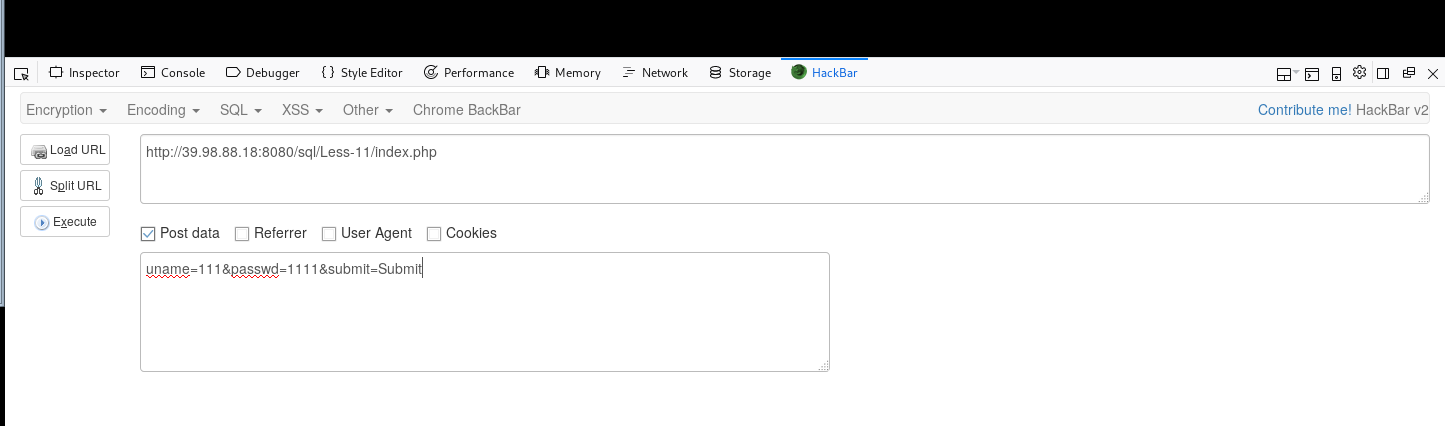 Inspector Console Debugger { } Style Editor Performance Memory Network Storage HackBar
Encryption Encoding SQL XSS Other Chrome BackBar Contribute me! HackBar v2
Load URL
http://39.98.88.18:8080/sql/Less-11/index.php
Split URL
Execute
Post data Referrer User Agent Cookies
uname=111&passwd=1111&submit=Submit